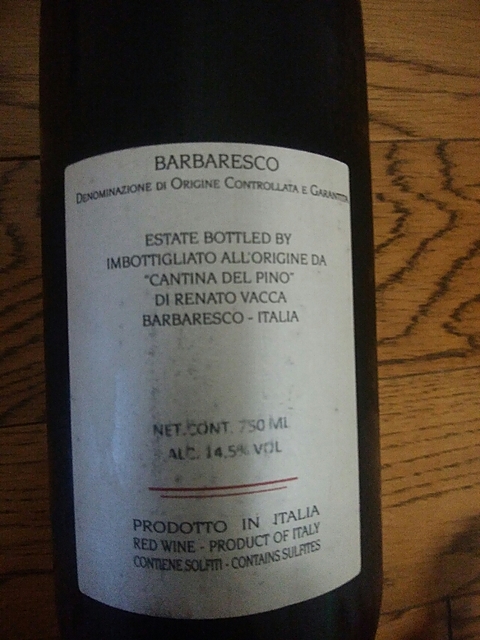 BARBARESCO
DENOMINAZIONE DI ORIGINE CONTROLLATA E GARANTITA
ESTATE BOTTLED BY
IMBOTTIGLIATO ALL'ORIGINE DA
"CANTINA DEL PINO"
DI RENATO VACCA
BARBARESCO - ITALIA
NET.CONT. 750 ML
ALC. 14,5% VOL
PRODOTTO IN ITALIA
RED WINE - PRODUCT OF ITALY
CONTIENE SOLFITI - CONTAINS SULFITES